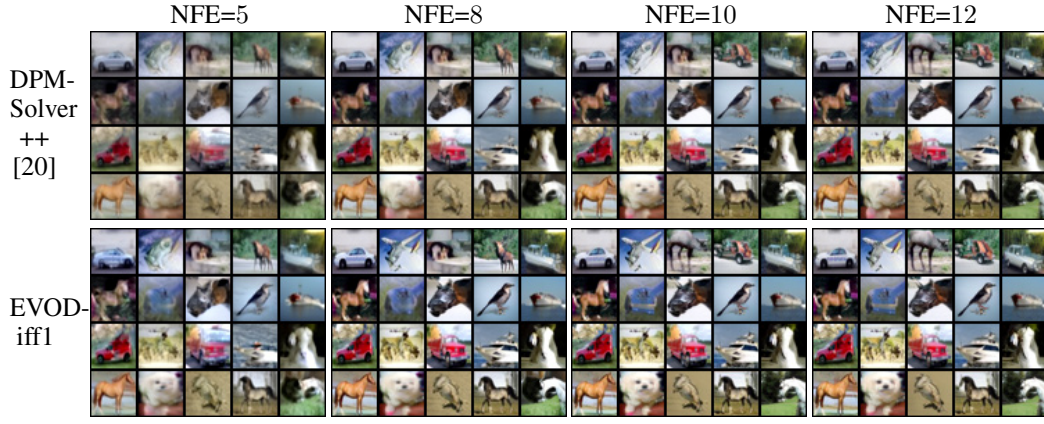 NFE=5 NFE=8 NFE=10 NFE=12
DPM-
Solver
++
[20]
EVOD-
iff1